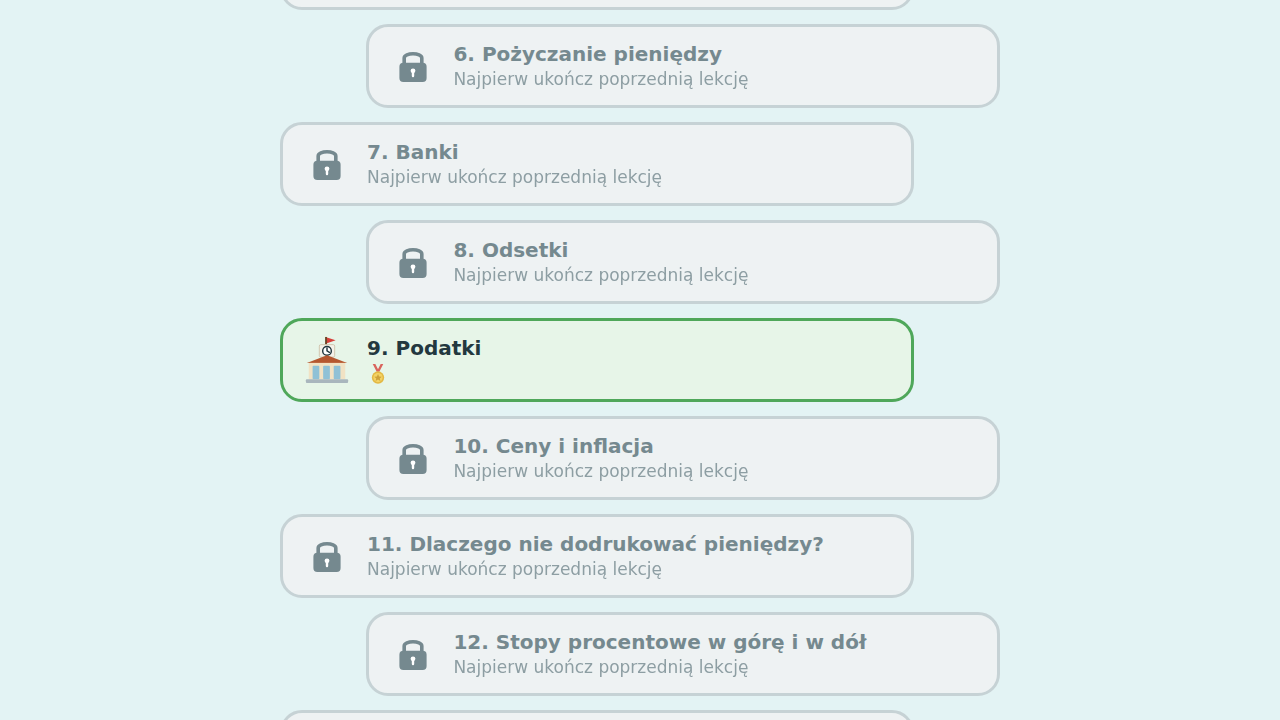 6. Pożyczanie pieniędzy
Najpierw ukończ poprzednią lekcję
7. Banki
Najpierw ukończ poprzednią lekcję
8. Odsetki
Najpierw ukończ poprzednią lekcję
9. Podatki
10. Ceny i inflacja
Najpierw ukończ poprzednią lekcję
11. Dlaczego nie dodrukować pieniędzy?
Najpierw ukończ poprzednią lekcję
12. Stopy procentowe w górę i w dół
Najpierw ukończ poprzednią lekcję